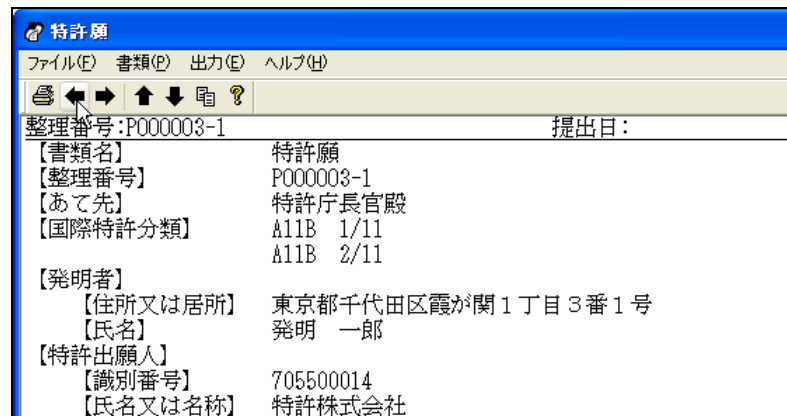 特許願
ファイル(F) 書類(P) 出力(E) ヘルプ(H)
整理番号:P000003-1 提出日:
【書類名】 特許願
【整理番号】 P000003-1
【あて先】 特許庁長官殿
【国際特許分類】 A11B 1/11
A11B 2/11
【発明者】
【住所又は居所】 東京都千代田区霞が関1丁目3番1号
【氏名】 発明 一郎
【特許出願人】
【識別番号】 705500014
【氏名又は名称】 特許株式会社